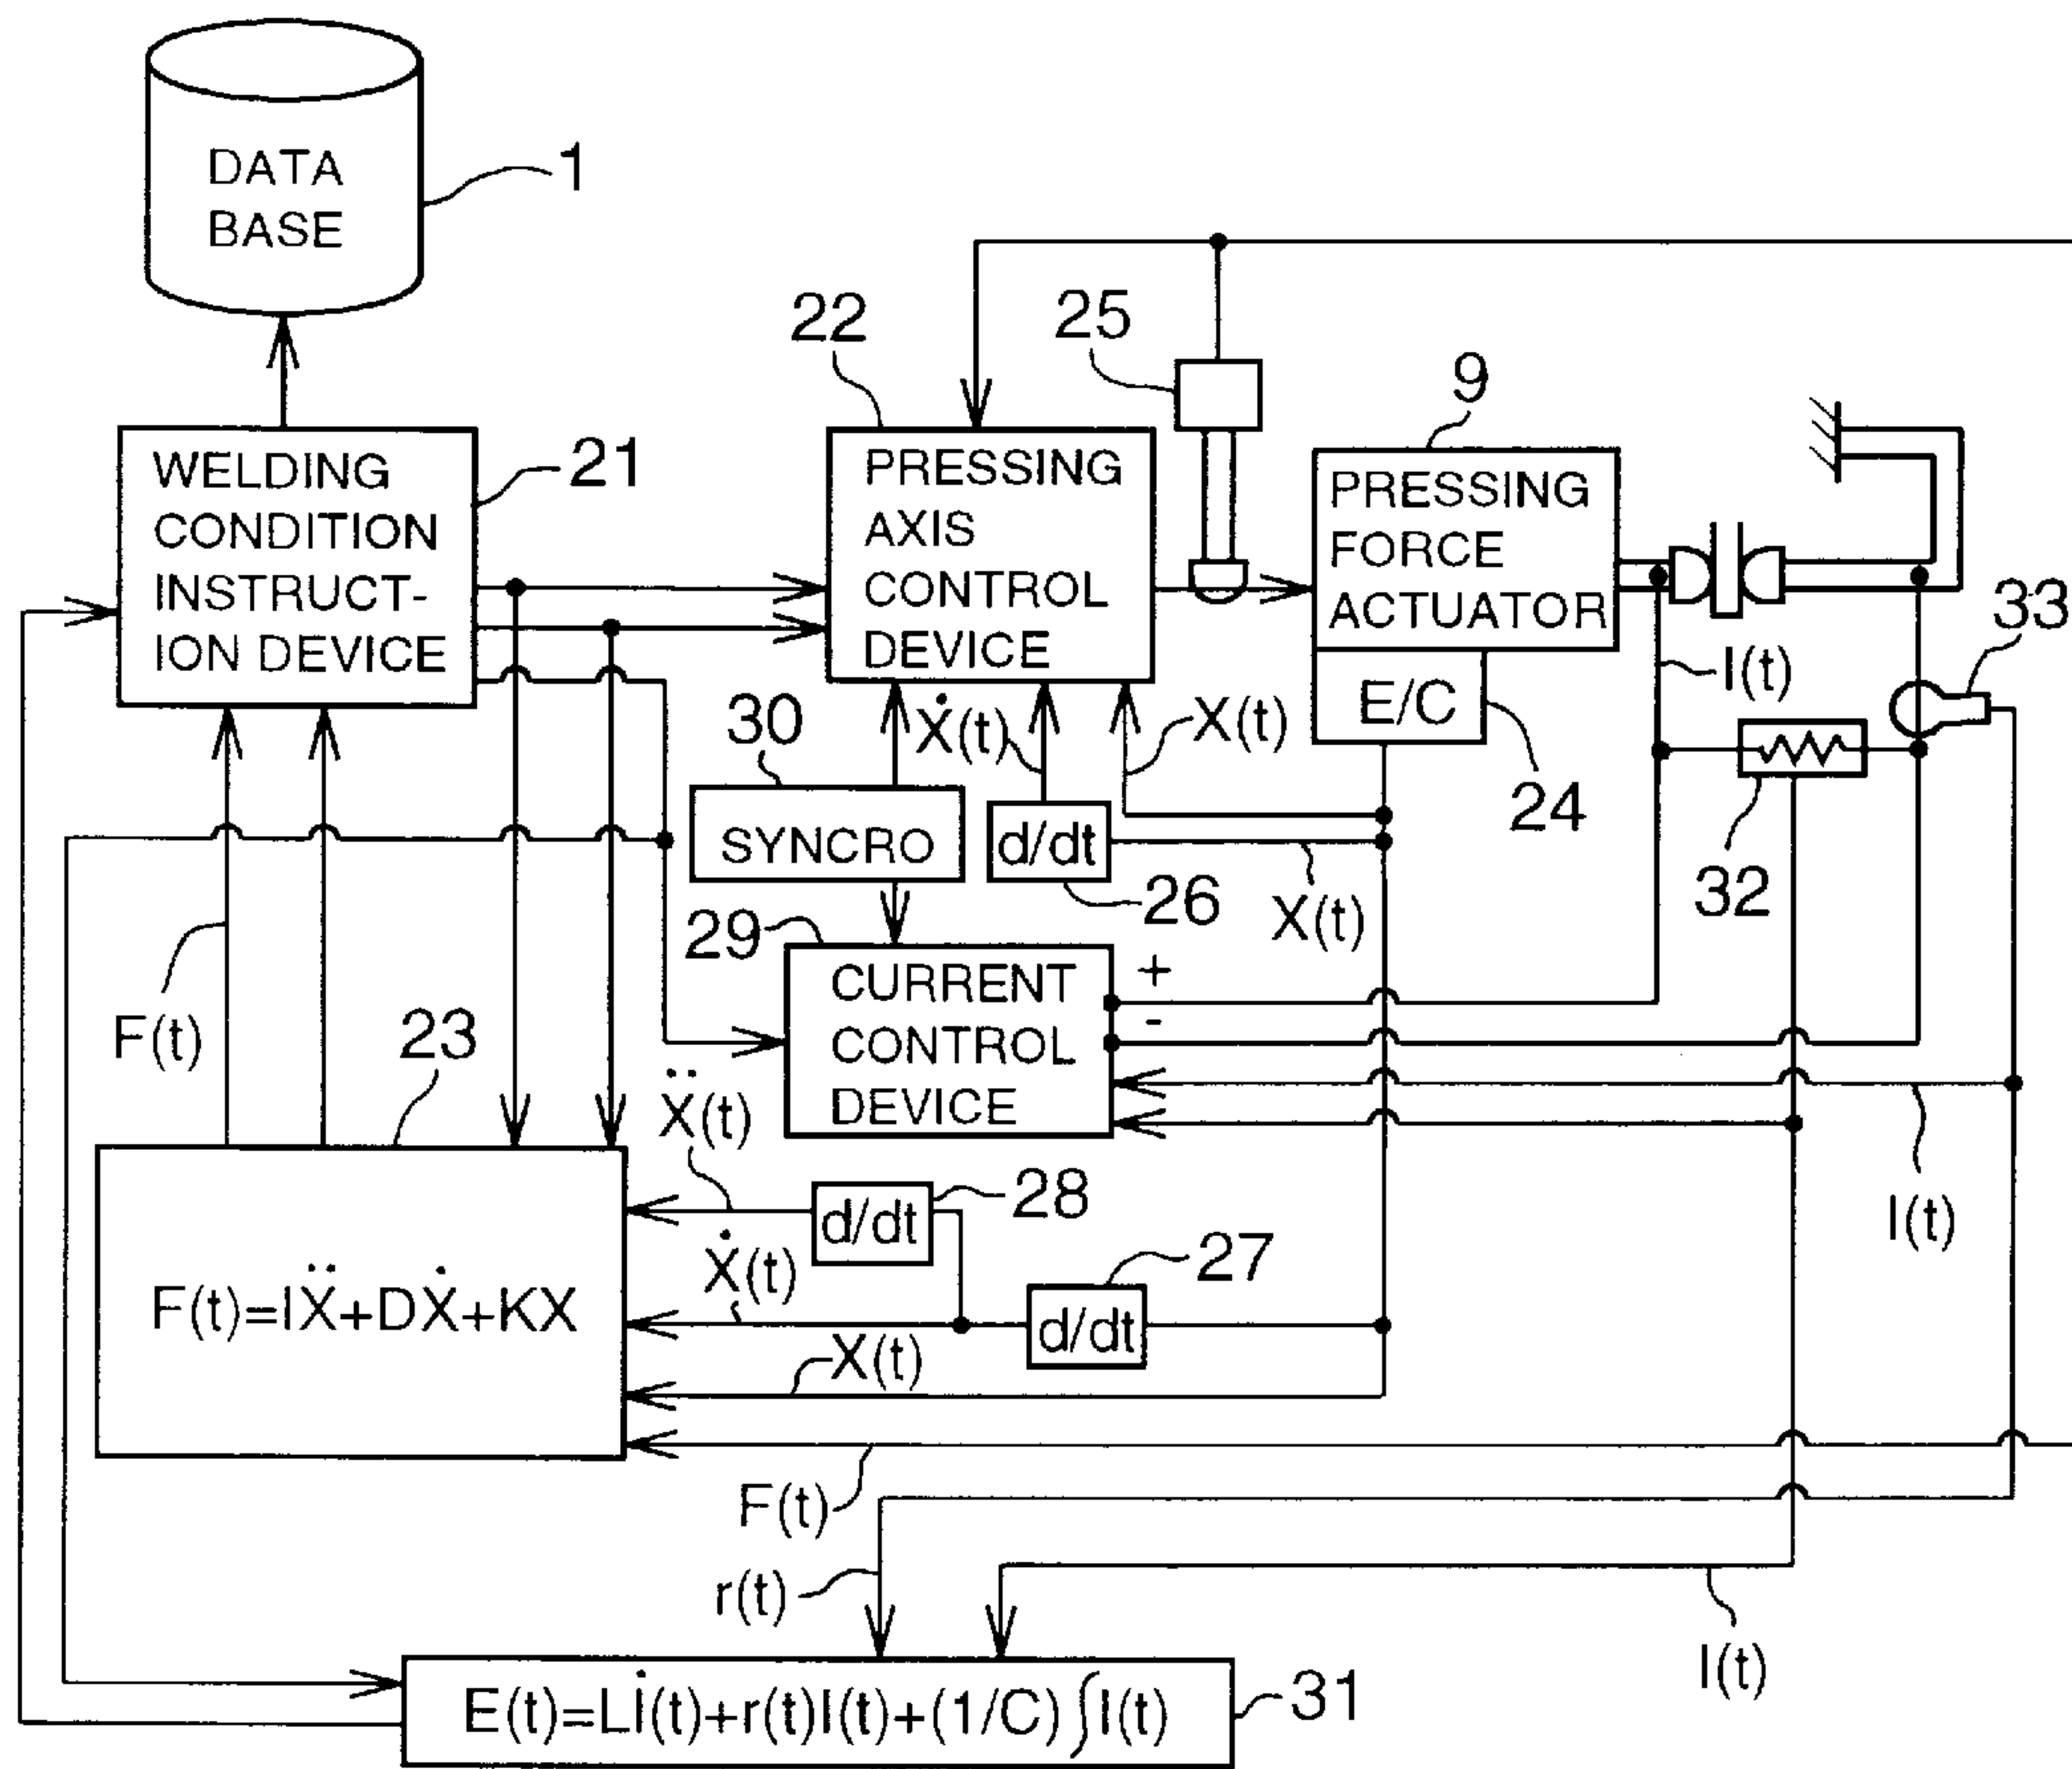 DATA
BASE
1
22
25
9
WELDING
CONDITION
INSTRUCT-
ION DEVICE
21
PRESSING
AXIS
CONTROL
DEVICE
PRESSING
FORCE
ACTUATOR
E/C
24
33
I(t)
30
Ẋ(t)
X(t)
SYNCRO
d/dt
26
X(t)
32
29
CURRENT
CONTROL
DEVICE
+
-
F(t)
23
Ẍ(t)
d/dt
28
I(t)
Ẋ(t)
d/dt
27
F(t)=IẌ+DẊ+KX
X(t)
F(t)
r(t)
I(t)
E(t)=Lİ(t)+r(t)I(t)+(1/C)∫I(t)
31